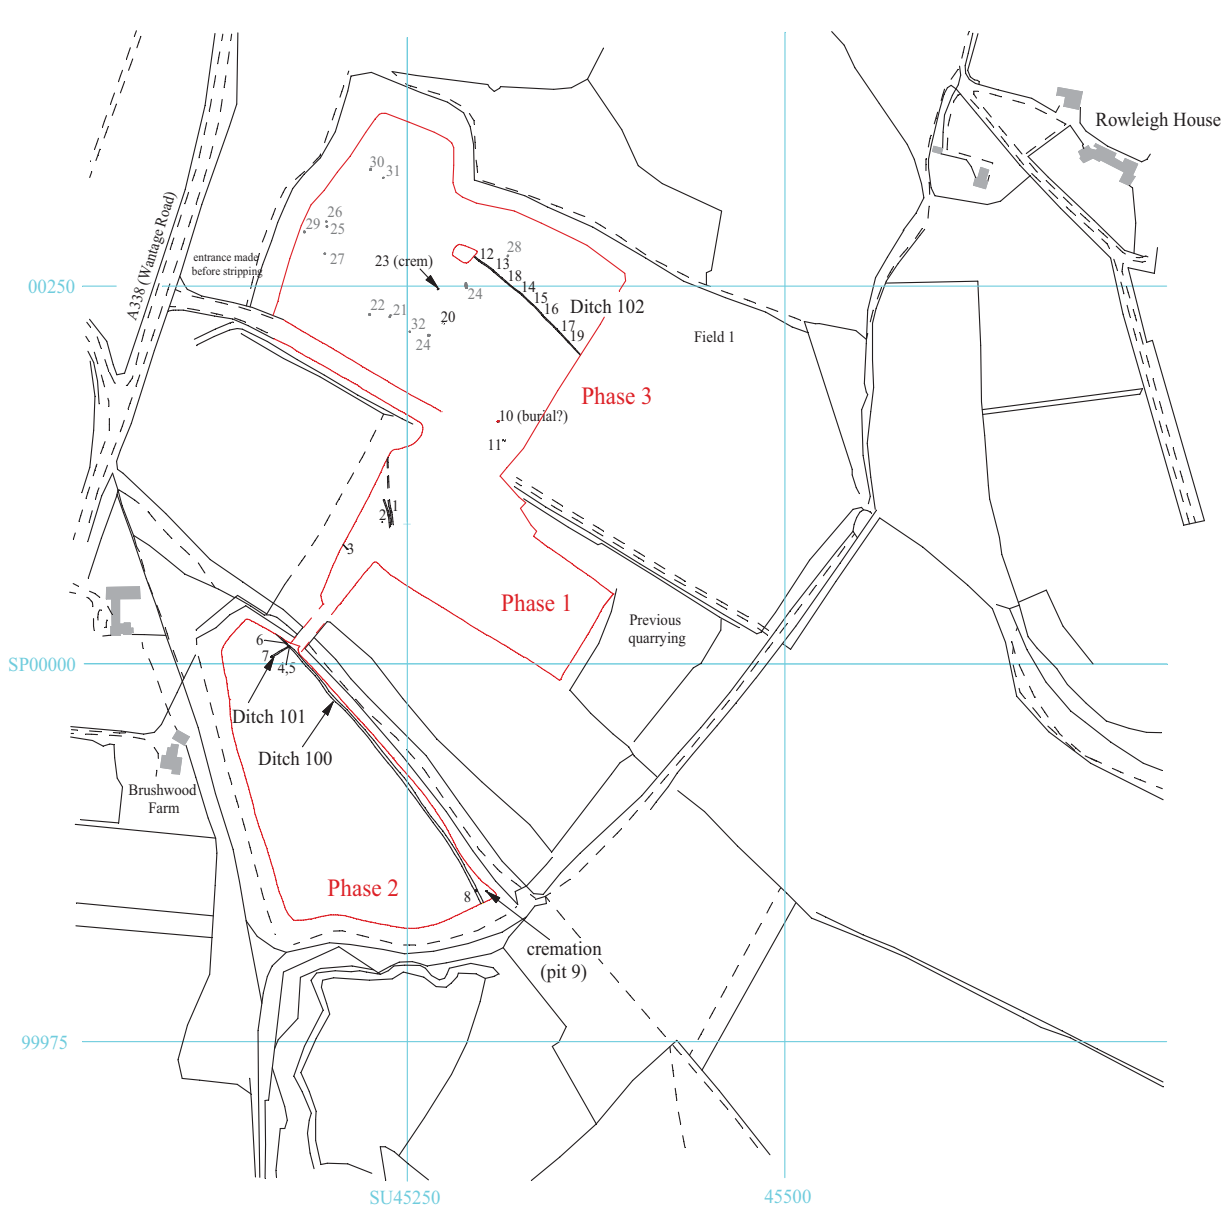 Rowleigh House
30
31
26
29
25
27
A338 (Wantage Road)
entrance made
before stripping
23 (crem)
12
28
13
18
14
15
16
17
19
24
Ditch 102
00250
22
21
20
32
24
Field 1
Phase 3
10 (burial?)
11
1
2
3
Phase 1
Previous
quarrying
6
7
4,5
SP00000
Ditch 101
Ditch 100
Brushwood
Farm
Phase 2
8
cremation
(pit 9)
99975
SU45250
45500